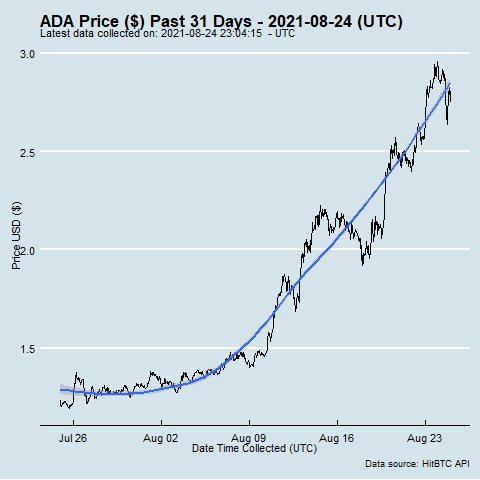 ADA Price ($) Past 31 Days - 2021-08-24 (UTC)
Latest data collected on: 2021-08-24 23:04:15 - UTC
3.0
2.5
2.0
1.5
Price USD ($)
Jul 26 Aug 02 Aug 09 Aug 16 Aug 23
Date Time Collected (UTC)
Data source: HitBTC API